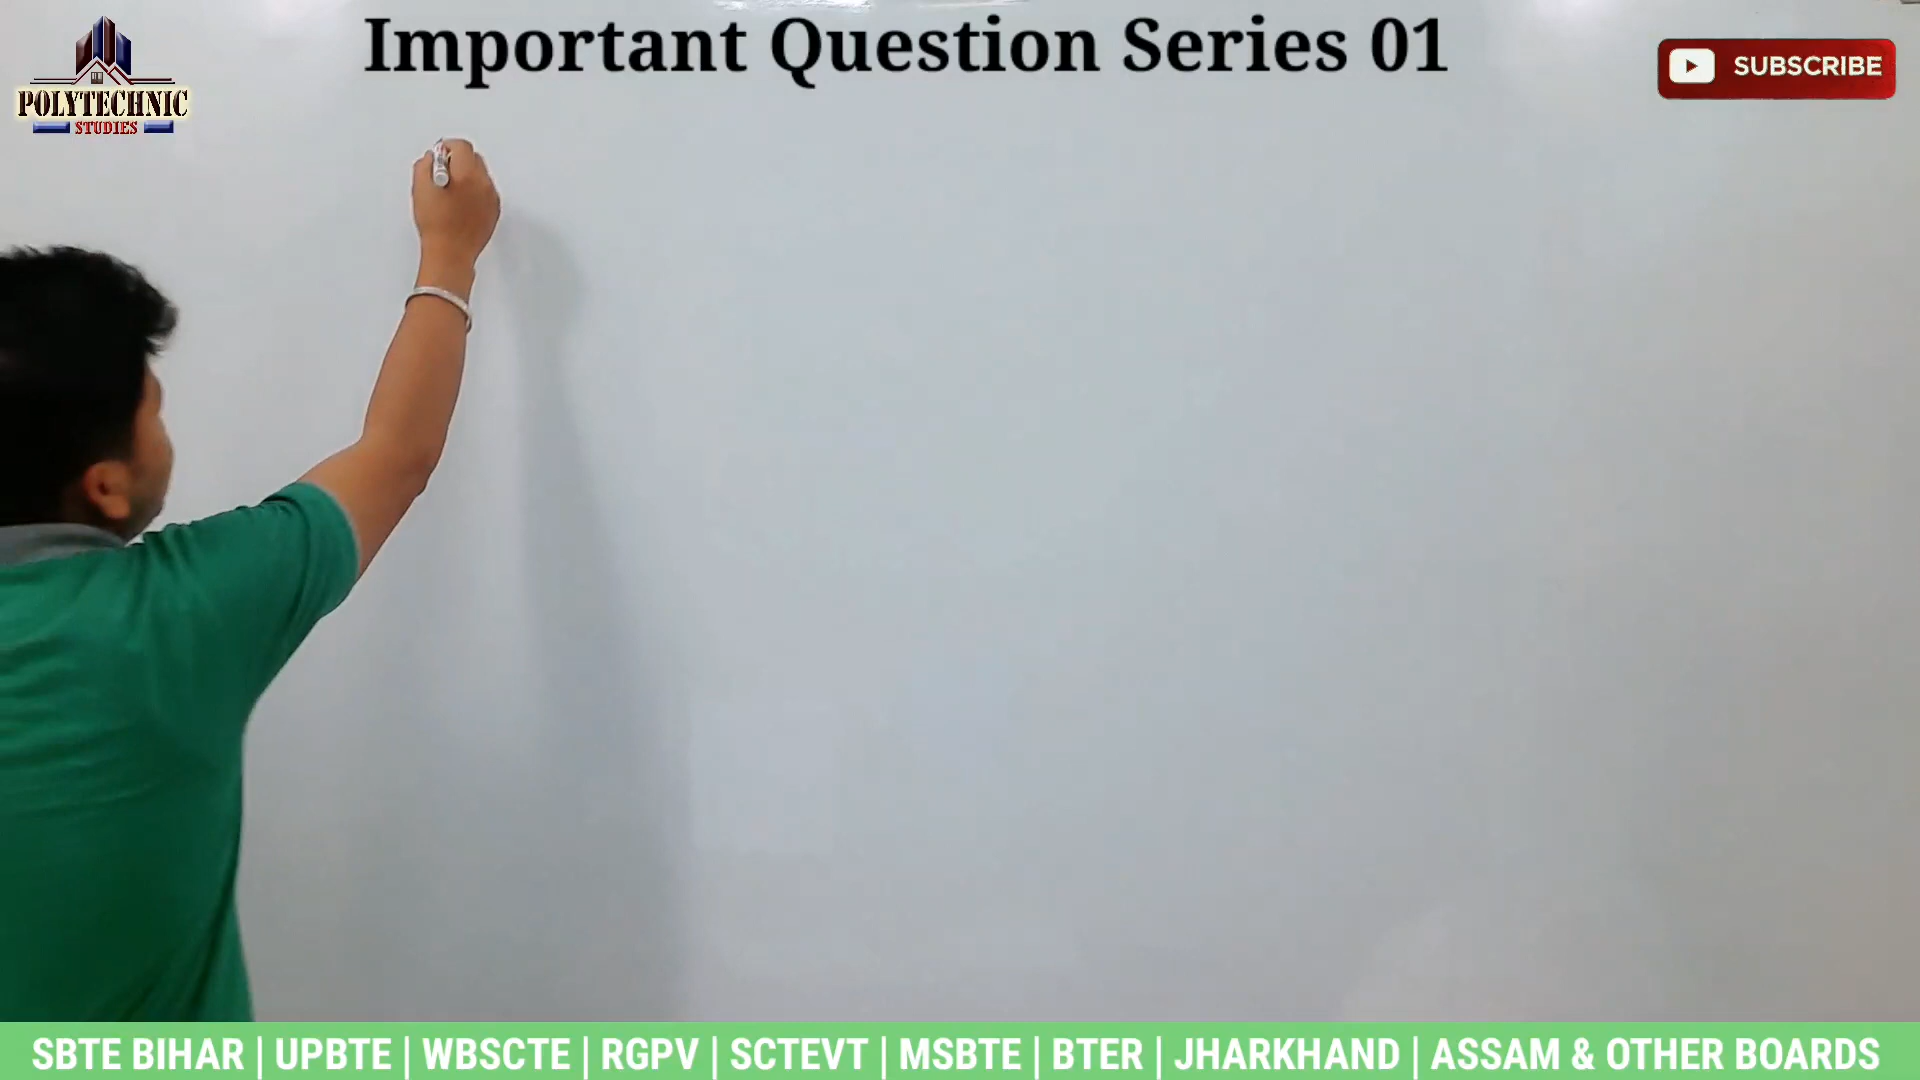 Important Question Series 01
POLYTECHNIC
STUDIES
SUBSCRIBE
SBTE BIHAR | UPBTE | WBSCTE | RGPV | SCTEVT | MSBTE | BTER | JHARKHAND | ASSAM & OTHER BOARDS